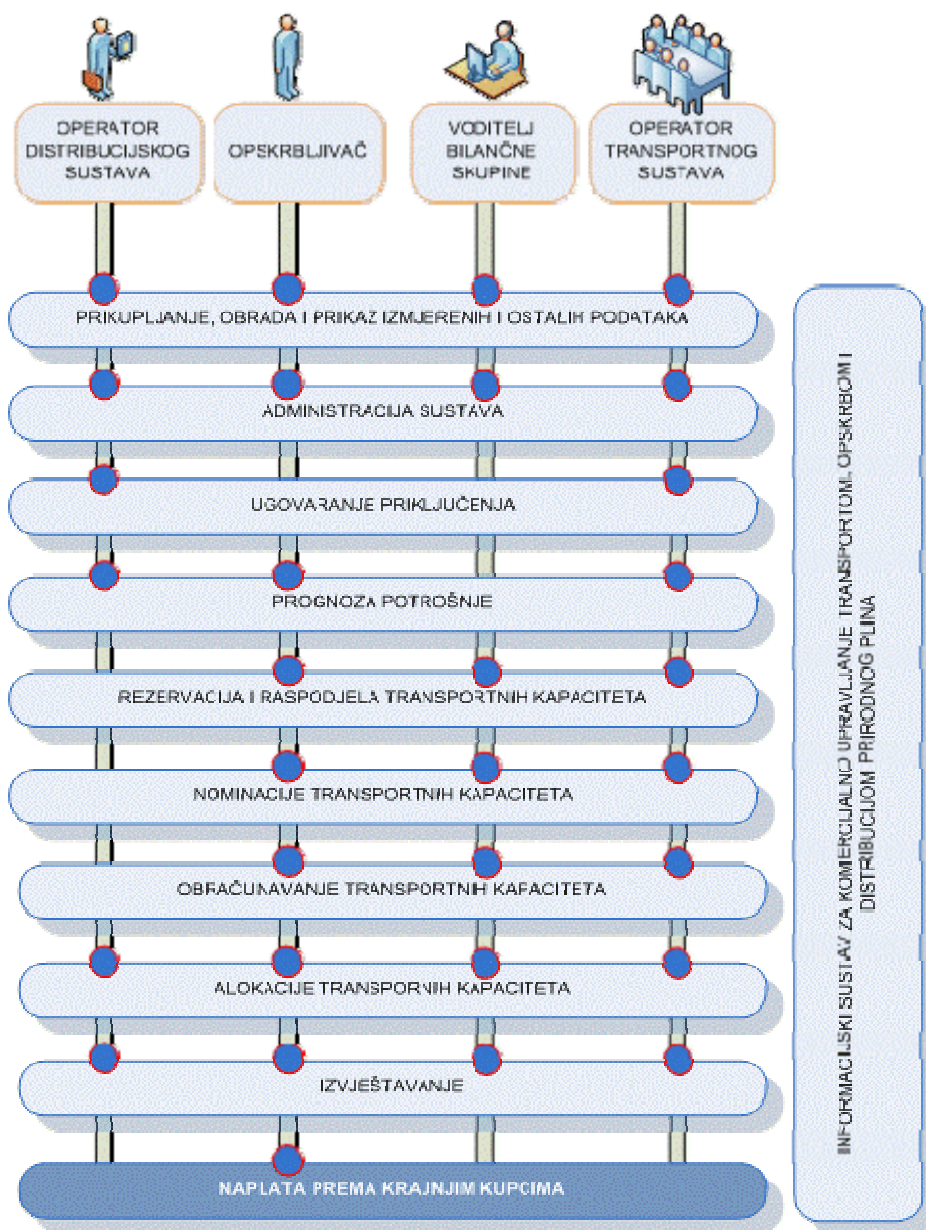 OPERATOR
DISTRIBUCIJSKOG
SUSTAVA
OPSKRBLJIVAČ
VODITELJ
BILANČNE
SKUPINE
OPERATOR
TRANSPORTNOG
SUSTAVA
PRIKUPLJANJE, OBRADA I PRIKAZ IZMJERENIH I OSTALIH PODATAKA
ADMINISTRACIJA SUSTAVA
UGOVARANJE PRIKLJUČENJA
PROGNOZA POTROŠNJE
REZERVACIJA I RASPODJELA TRANSPORTNIH KAPACITETA
NOMINACIJE TRANSPORTNIH KAPACITETA
OBRAČUNAVANJE TRANSPORTNIH KAPACITETA
ALOKACIJE TRANSPORNIH KAPACITETA
IZVJEŠTAVANJE
NAPLATA PREMA KRAJNJIM KUPCIMA
INFORMACIJSKI SUSTAV ZA KOMERCIJALNO UPRAVLJANJE TRANSPORTOM, OPSKRBOM I
DISTRIBUCIJOM PRIRODNOG PLINA